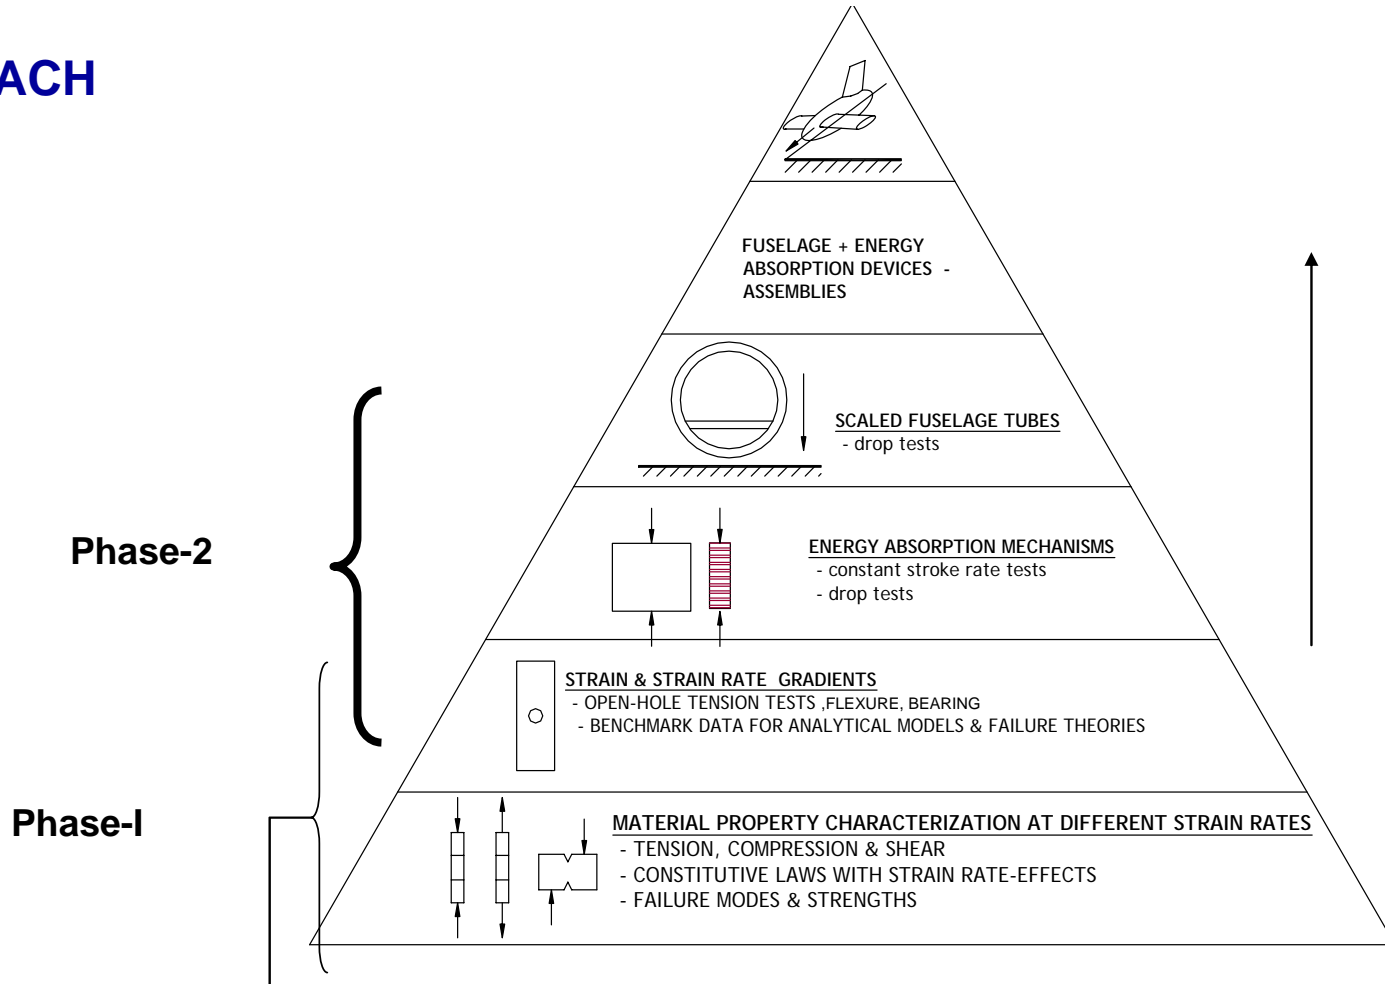 ACH
FUSELAGE + ENERGY
ABSORPTION DEVICES -
ASSEMBLIES
SCALED FUSELAGE TUBES
- drop tests
Phase-2
ENERGY ABSORPTION MECHANISMS
- constant stroke rate tests
- drop tests
STRAIN & STRAIN RATE GRADIENTS
- OPEN-HOLE TENSION TESTS ,FLEXURE, BEARING
- BENCHMARK DATA FOR ANALYTICAL MODELS & FAILURE THEORIES
Phase-I
MATERIAL PROPERTY CHARACTERIZATION AT DIFFERENT STRAIN RATES
- TENSION, COMPRESSION & SHEAR
- CONSTITUTIVE LAWS WITH STRAIN RATE-EFFECTS
- FAILURE MODES & STRENGTHS